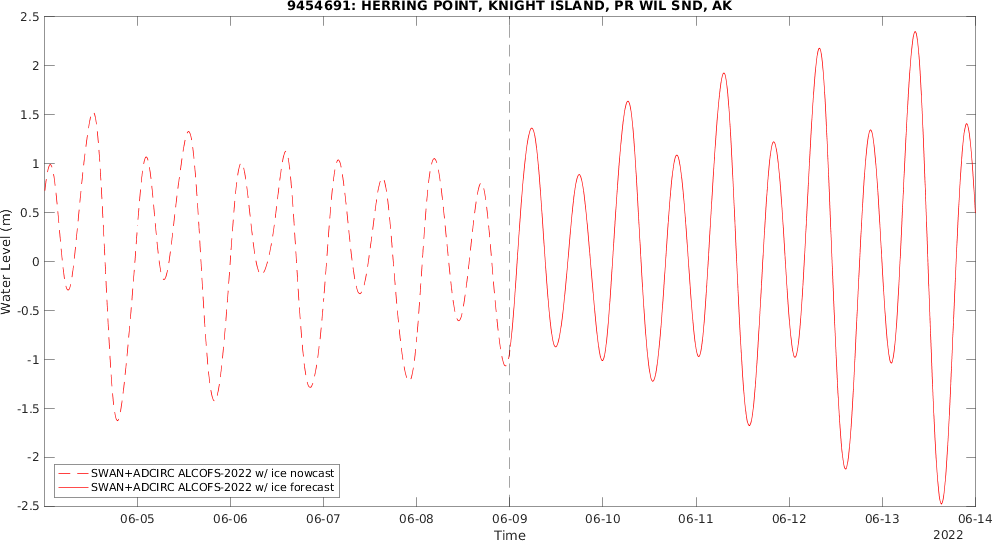 9454691: HERRING POINT, KNIGHT ISLAND, PR WIL SND, AK
2.5
2
1.5
1
0.5
0
-0.5
-1
-1.5
-2
-2.5
Water Level (m)
SWAN+ADCIRC ALCOFS-2022 w/ ice nowcast
SWAN+ADCIRC ALCOFS-2022 w/ ice forecast
06-05 06-06 06-07 06-08 06-09 06-10 06-11 06-12 06-13 06-14
Time
2022